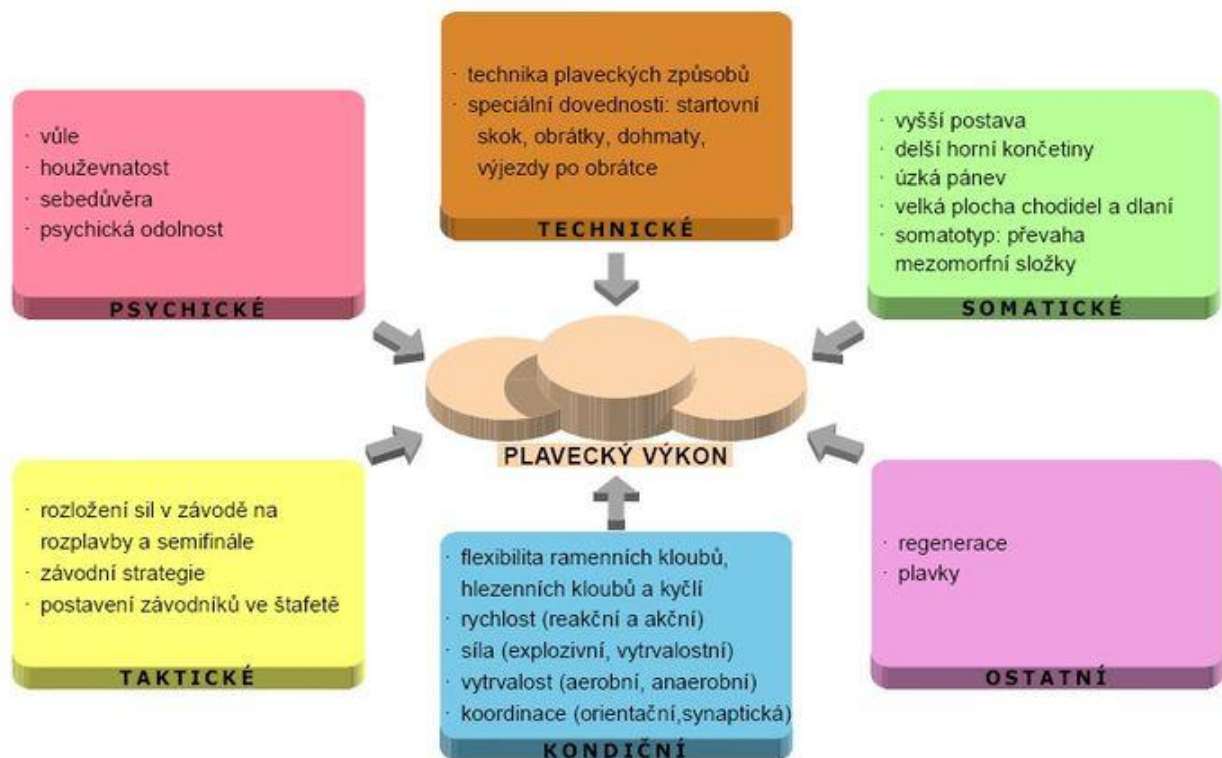 · vůle
· houževnatost
· sebedůvěra
· psychická odolnost
PSYCHICKÉ
· technika plaveckých způsobů
· speciální dovednosti: startovní
skok, obrátky, dohmaty,
výjezdy po obrátce
TECHNICKÉ
· vyšší postava
· delší horní končetiny
· úzká pánev
· velká plocha chodidel a dlaní
· somatotyp: převaha
mezomorfní složky
SOMATICKÉ
PLAVECKÝ VÝKON
· rozložení sil v závodě na
rozplavby a semifinále
· závodní strategie
· postavení závodníků ve štafetě
TAKTICKÉ
· flexibilita ramenních kloubů,
hlezenních kloubů a kyčlí
· rychlost (reakční a akční)
· síla (explozivní, vytrvalostní)
· vytrvalost (aerobní, anaerobní)
· koordinace (orientační,synaptická)
KONDIČNÍ
· regenerace
· plavky
OSTATNÍ